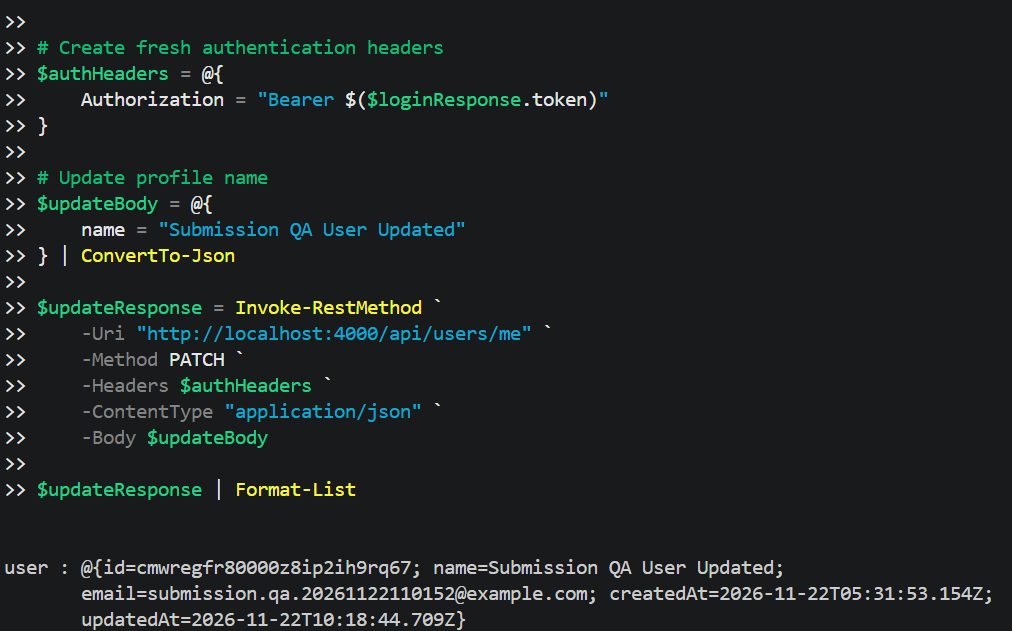 >>
>> # Create fresh authentication headers
>> $authHeaders = @{
>>     Authorization = "Bearer $($loginResponse.token)"
>> }
>>
>> # Update profile name
>> $updateBody = @{
>>     name = "Submission QA User Updated"
>> } | ConvertTo-Json
>>
>> $updateResponse = Invoke-RestMethod `
>>     -Uri "http://localhost:4000/api/users/me" `
>>     -Method PATCH `
>>     -Headers $authHeaders `
>>     -ContentType "application/json" `
>>     -Body $updateBody
>>
>> $updateResponse | Format-List
user : @{id=cmwregfr80000z8ip2ih9rq67; name=Submission QA User Updated;
       email=submission.qa.20261122110152@example.com; createdAt=2026-11-22T05:31:53.154Z;
       updatedAt=2026-11-22T10:18:44.709Z}